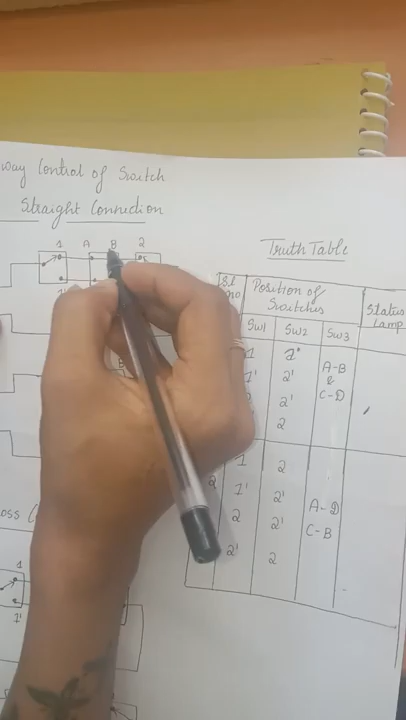 way Control of Switch
Straight Connection
1 A B 2
1'
Truth Table
Sl no
Position of Switches
Status Lamp
SW1 SW2 SW3
1 2'
1' 2'
2'
2
A-B
&
C-D
1 2
2 1' 2'
2 2'
2' 2
A-D
C-B
oss C
1
1'